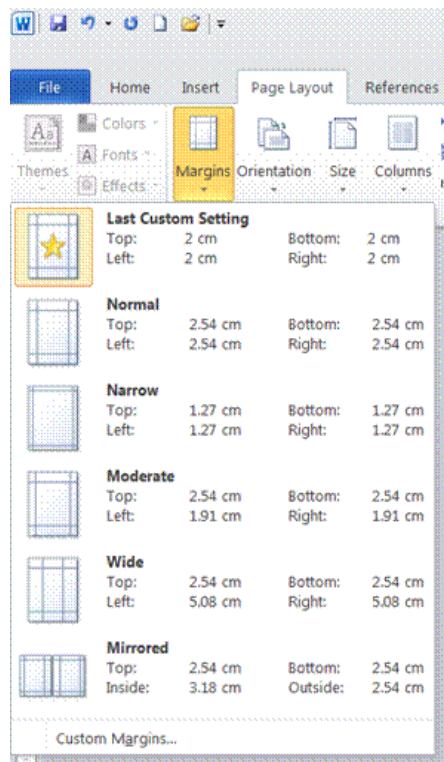 W
File Home Insert Page Layout References
Aa Colors
A Fonts
Themes Effects Margins Orientation Size Columns
Last Custom Setting
Top: 2 cm Bottom: 2 cm
Left: 2 cm Right: 2 cm
Normal
Top: 2.54 cm Bottom: 2.54 cm
Left: 2.54 cm Right: 2.54 cm
Narrow
Top: 1.27 cm Bottom: 1.27 cm
Left: 1.27 cm Right: 1.27 cm
Moderate
Top: 2.54 cm Bottom: 2.54 cm
Left: 1.91 cm Right: 1.91 cm
Wide
Top: 2.54 cm Bottom: 2.54 cm
Left: 5.08 cm Right: 5.08 cm
Mirrored
Top: 2.54 cm Bottom: 2.54 cm
Inside: 3.18 cm Outside: 2.54 cm
Custom Margins...